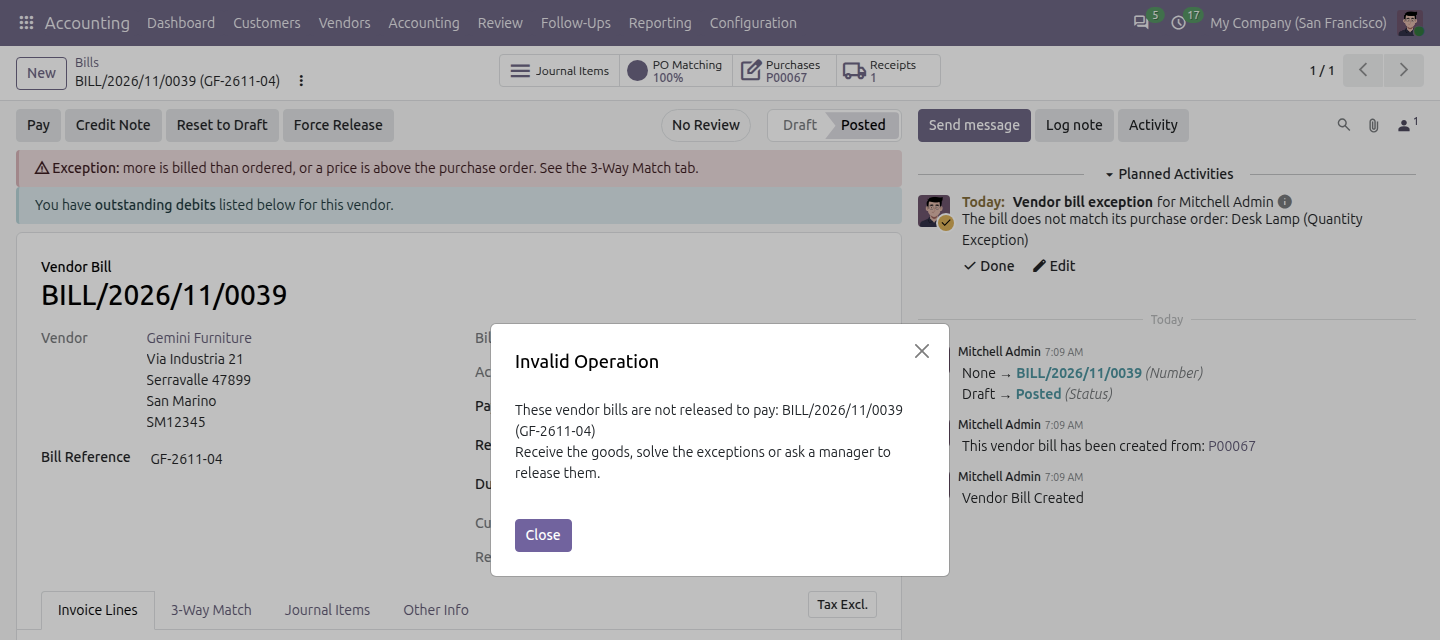 Accounting Dashboard Customers Vendors Accounting Review Follow-Ups Reporting Configuration 5 17 My Company (San Francisco)
New Bills
BILL/2026/11/0039 (GF-2611-04)
Journal Items
PO Matching
100%
Purchases
P00067
Receipts
1
1 / 1
Pay Credit Note Reset to Draft Force Release No Review Draft Posted Send message Log note Activity 1
Exception: more is billed than ordered, or a price is above the purchase order. See the 3-Way Match tab.
You have outstanding debits listed below for this vendor.
Vendor Bill
BILL/2026/11/0039
Vendor Gemini Furniture
Via Industria 21
Serravalle 47899
San Marino
SM12345
Bill Reference GF-2611-04
Bil
Ac
Pa
Re
Du
Cu
Re
Invalid Operation
These vendor bills are not released to pay: BILL/2026/11/0039
(GF-2611-04)
Receive the goods, solve the exceptions or ask a manager to
release them.
Close
Invoice Lines 3-Way Match Journal Items Other Info Tax Excl.
Planned Activities
Today: Vendor bill exception for Mitchell Admin
The bill does not match its purchase order: Desk Lamp (Quantity
Exception)
Done Edit
Today
Mitchell Admin 7:09 AM
None → BILL/2026/11/0039 (Number)
Draft → Posted (Status)
Mitchell Admin 7:09 AM
This vendor bill has been created from: P00067
Mitchell Admin 7:09 AM
Vendor Bill Created